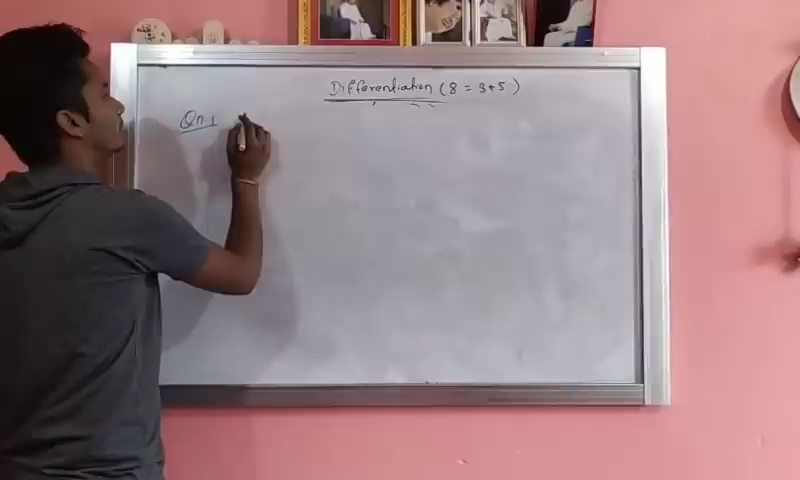 Differentiation (8 = 3+5)
Qn 1